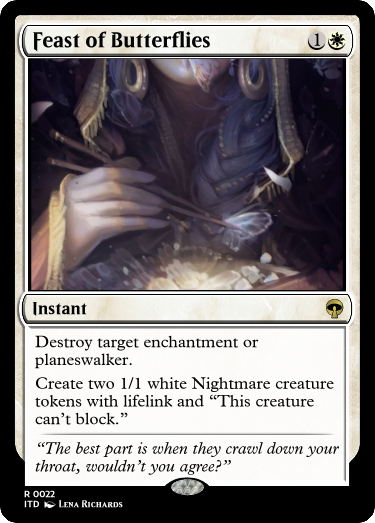 Feast of Butterflies 1
Instant
Destroy target enchantment or
planeswalker.
Create two 1/1 white Nightmare creature
tokens with lifelink and “This creature
can’t block.”
“The best part is when they crawl down your
throat, wouldn’t you agree?”
R 0022
ITD Lena Richards